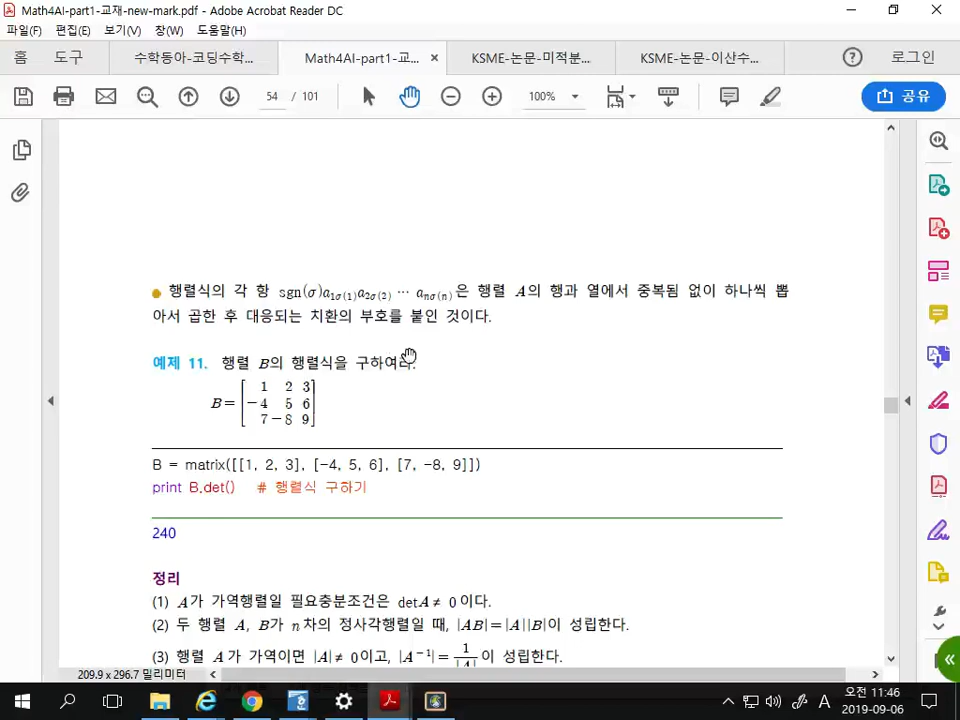 Math4AI-part1-교재-new-mark.pdf - Adobe Acrobat Reader DC
파일(F) 편집(E) 보기(V) 창(W) 도움말(H)
홈 도구 수학동아-코딩수학... Math4AI-part1-교... × KSME-논문-미적분... KSME-논문-이산수... 로그인
54 / 101 100% 공유
행렬식의 각 항 sgn(σ)a₁σ(1)a₂σ(2) ⋯ aₙσ(n)은 행렬 A의 행과 열에서 중복됨 없이 하나씩 뽑
아서 곱한 후 대응되는 치환의 부호를 붙인 것이다.
예제 11. 행렬 B의 행렬식을 구하여라.
B = [1 2 3
-4 5 6
7 -8 9]
B = matrix([[1, 2, 3], [-4, 5, 6], [7, -8, 9]])
print B.det() # 행렬식 구하기
240
정리
(1) A가 가역행렬일 필요충분조건은 detA ≠ 0이다.
(2) 두 행렬 A, B가 n차의 정사각행렬일 때, |AB| = |A||B|이 성립한다.
(3) 행렬 A가 가역이면 |A| ≠ 0이고, |A⁻¹| = 1/|A|이 성립한다.
209.9 x 296.7 밀리미터
A 오전 11:46
2019-09-06